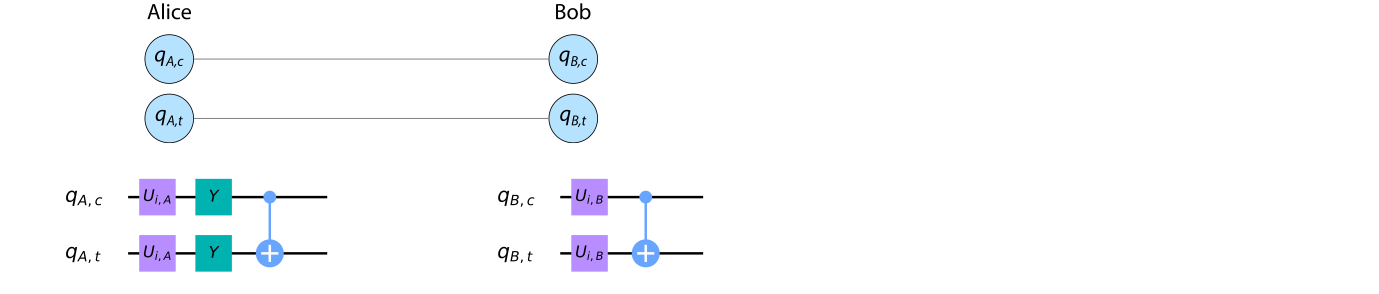 Alice Bob
q_{A,c} q_{B,c}
q_{A,t} q_{B,t}
q_{A,c} U_{i,A} Y q_{B,c} U_{i,B}
q_{A,t} U_{i,A} Y q_{B,t} U_{i,B}